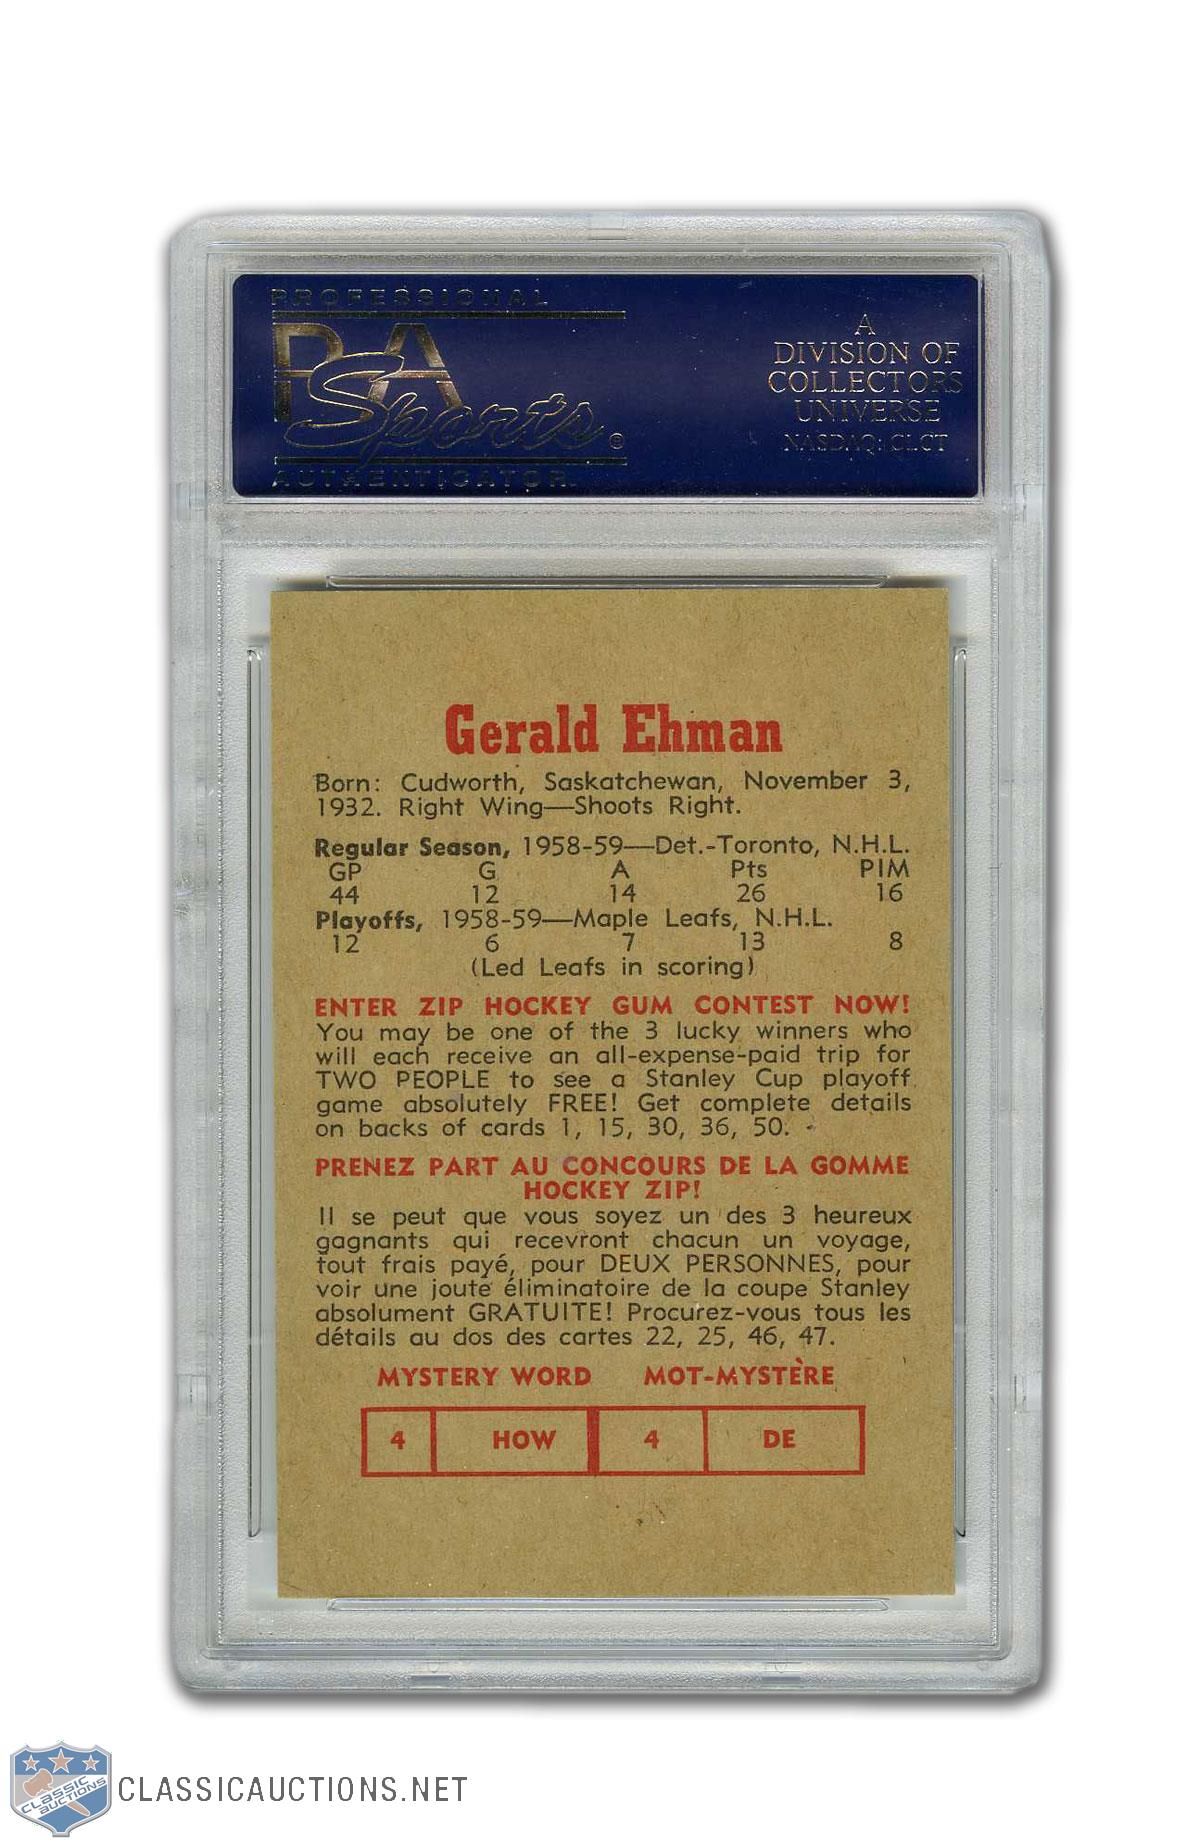 PROFESSIONAL
PSA
Sports®
AUTHENTICATOR
A
DIVISION OF
COLLECTORS
UNIVERSE
NASDAQ: CLCT
Gerald Ehman
Born: Cudworth, Saskatchewan, November 3,
1932. Right Wing—Shoots Right.
Regular Season, 1958-59—Det.-Toronto, N.H.L.
GP G A Pts PIM
44 12 14 26 16
Playoffs, 1958-59—Maple Leafs, N.H.L.
12 6 7 13 8
(Led Leafs in scoring)
ENTER ZIP HOCKEY GUM CONTEST NOW!
You may be one of the 3 lucky winners who
will each receive an all-expense-paid trip for
TWO PEOPLE to see a Stanley Cup playoff
game absolutely FREE! Get complete details
on backs of cards 1, 15, 30, 36, 50.
PRENEZ PART AU CONCOURS DE LA GOMME
HOCKEY ZIP!
Il se peut que vous soyez un des 3 heureux
gagnants qui recevront chacun un voyage,
tout frais payé, pour DEUX PERSONNES, pour
voir une joute éliminatoire de la coupe Stanley
absolument GRATUITE! Procurez-vous tous les
détails au dos des cartes 22, 25, 46, 47.
MYSTERY WORD MOT-MYSTÈRE
4 HOW 4 DE
CLASSIC
AUCTIONS
CLASSICAUCTIONS.NET